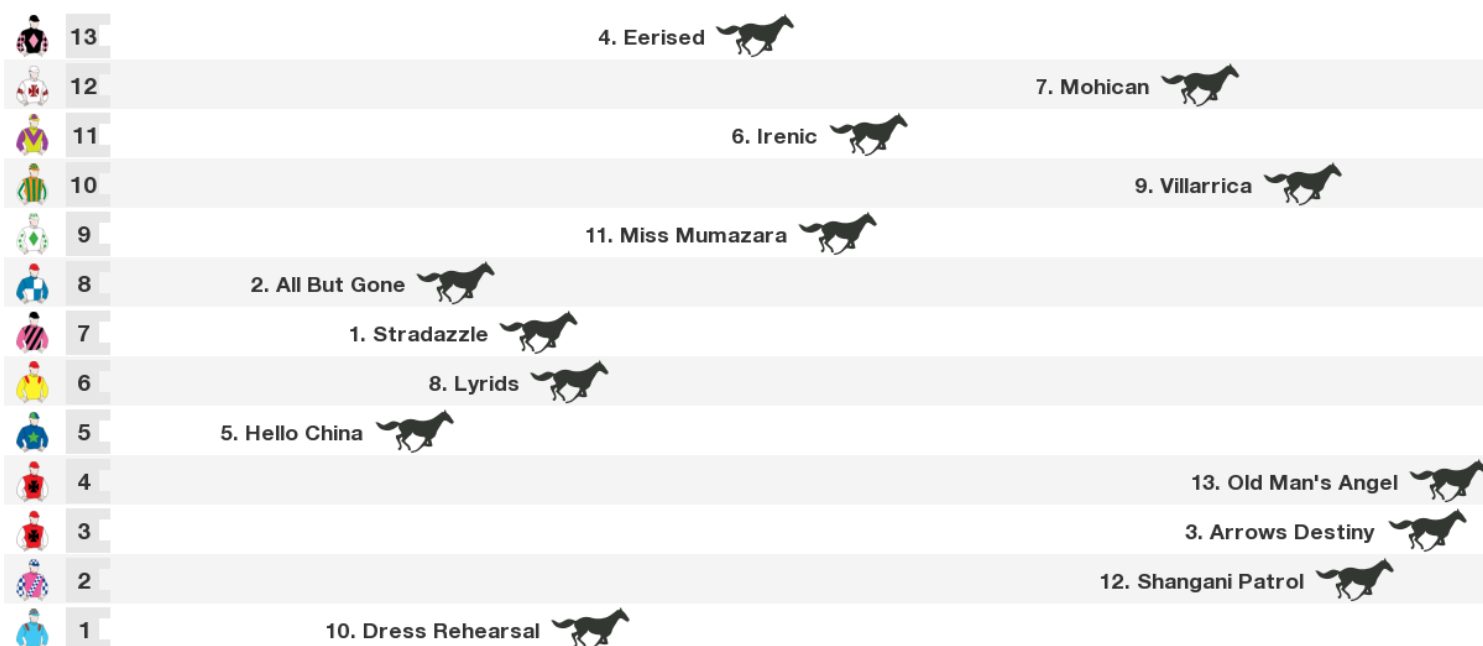 13 4. Eerised
12 7. Mohican
11 6. Irenic
10 9. Villarrica
9 11. Miss Mumazara
8 2. All But Gone
7 1. Stradazzle
6 8. Lyrids
5 5. Hello China
4 13. Old Man's Angel
3 3. Arrows Destiny
2 12. Shangani Patrol
1 10. Dress Rehearsal